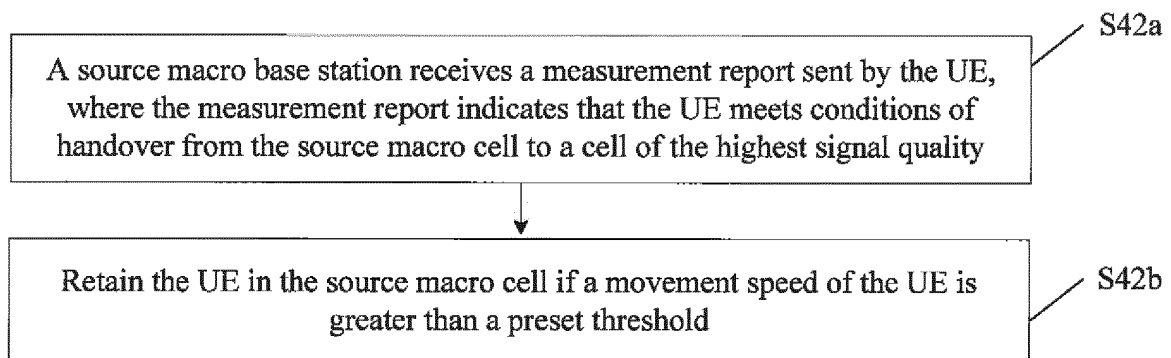 S42a
A source macro base station receives a measurement report sent by the UE,
where the measurement report indicates that the UE meets conditions of
handover from the source macro cell to a cell of the highest signal quality
Retain the UE in the source macro cell if a movement speed of the UE is
greater than a preset threshold
S42b